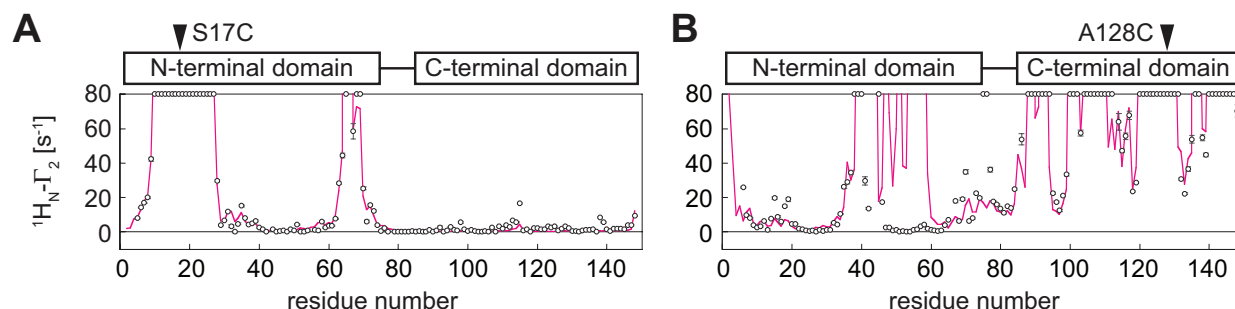 A
S17C
N-terminal domain
C-terminal domain
¹H_N-Γ₂ [s⁻¹]
80
60
40
20
0
0 20 40 60 80 100 120 140
residue number
B
A128C
N-terminal domain
C-terminal domain
80
60
40
20
0
0 20 40 60 80 100 120 140
residue number